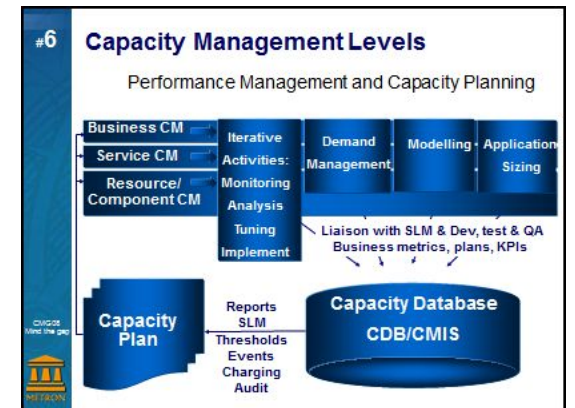 #6
Capacity Management Levels
Performance Management and Capacity Planning
Business CM
Service CM
Resource/
Component CM
Iterative
Activities:
Monitoring
Analysis
Tuning
Implement
Demand
Management
Modelling
Application
Sizing
Liaison with SLM & Dev, test & QA
Business metrics, plans, KPIs
Capacity
Plan
Reports
SLM
Thresholds
Events
Charging
Audit
Capacity Database
CDB/CMIS
CMG/05
Mind the gap
METRON